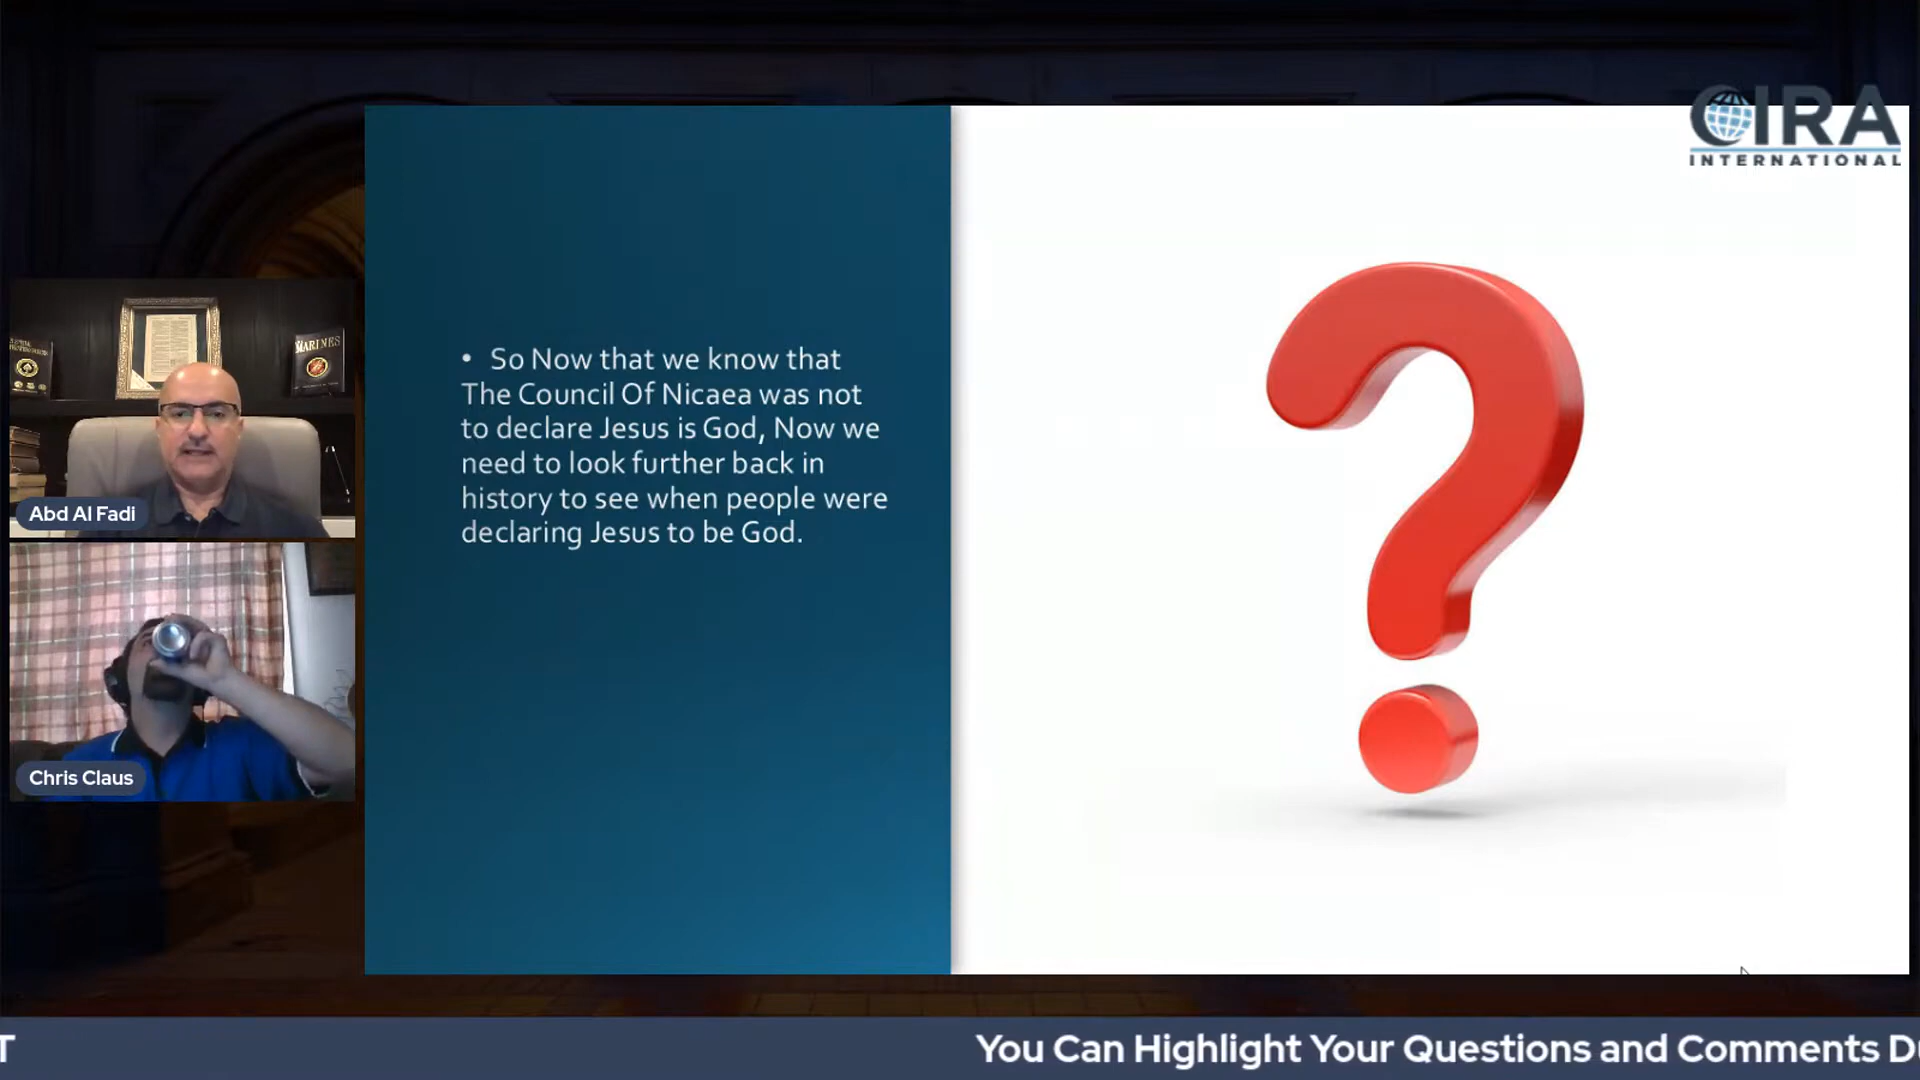 CIRA
INTERNATIONAL
MARINES
Abd Al Fadi
Chris Claus
• So Now that we know that
The Council Of Nicaea was not
to declare Jesus is God, Now we
need to look further back in
history to see when people were
declaring Jesus to be God.
T
You Can Highlight Your Questions and Comments D